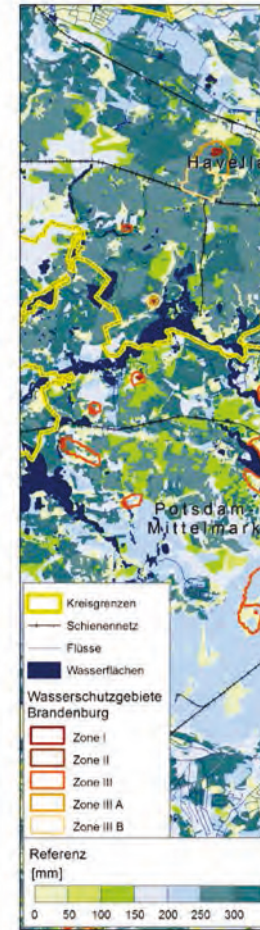 Havella
Potsdam-
Mittelmark
Kreisgrenzen
Schienennetz
Flüsse
Wasserflächen
Wasserschutzgebiete
Brandenburg
Zone I
Zone II
Zone III
Zone III A
Zone III B
Referenz
[mm]
0 50 100 150 200 250 300